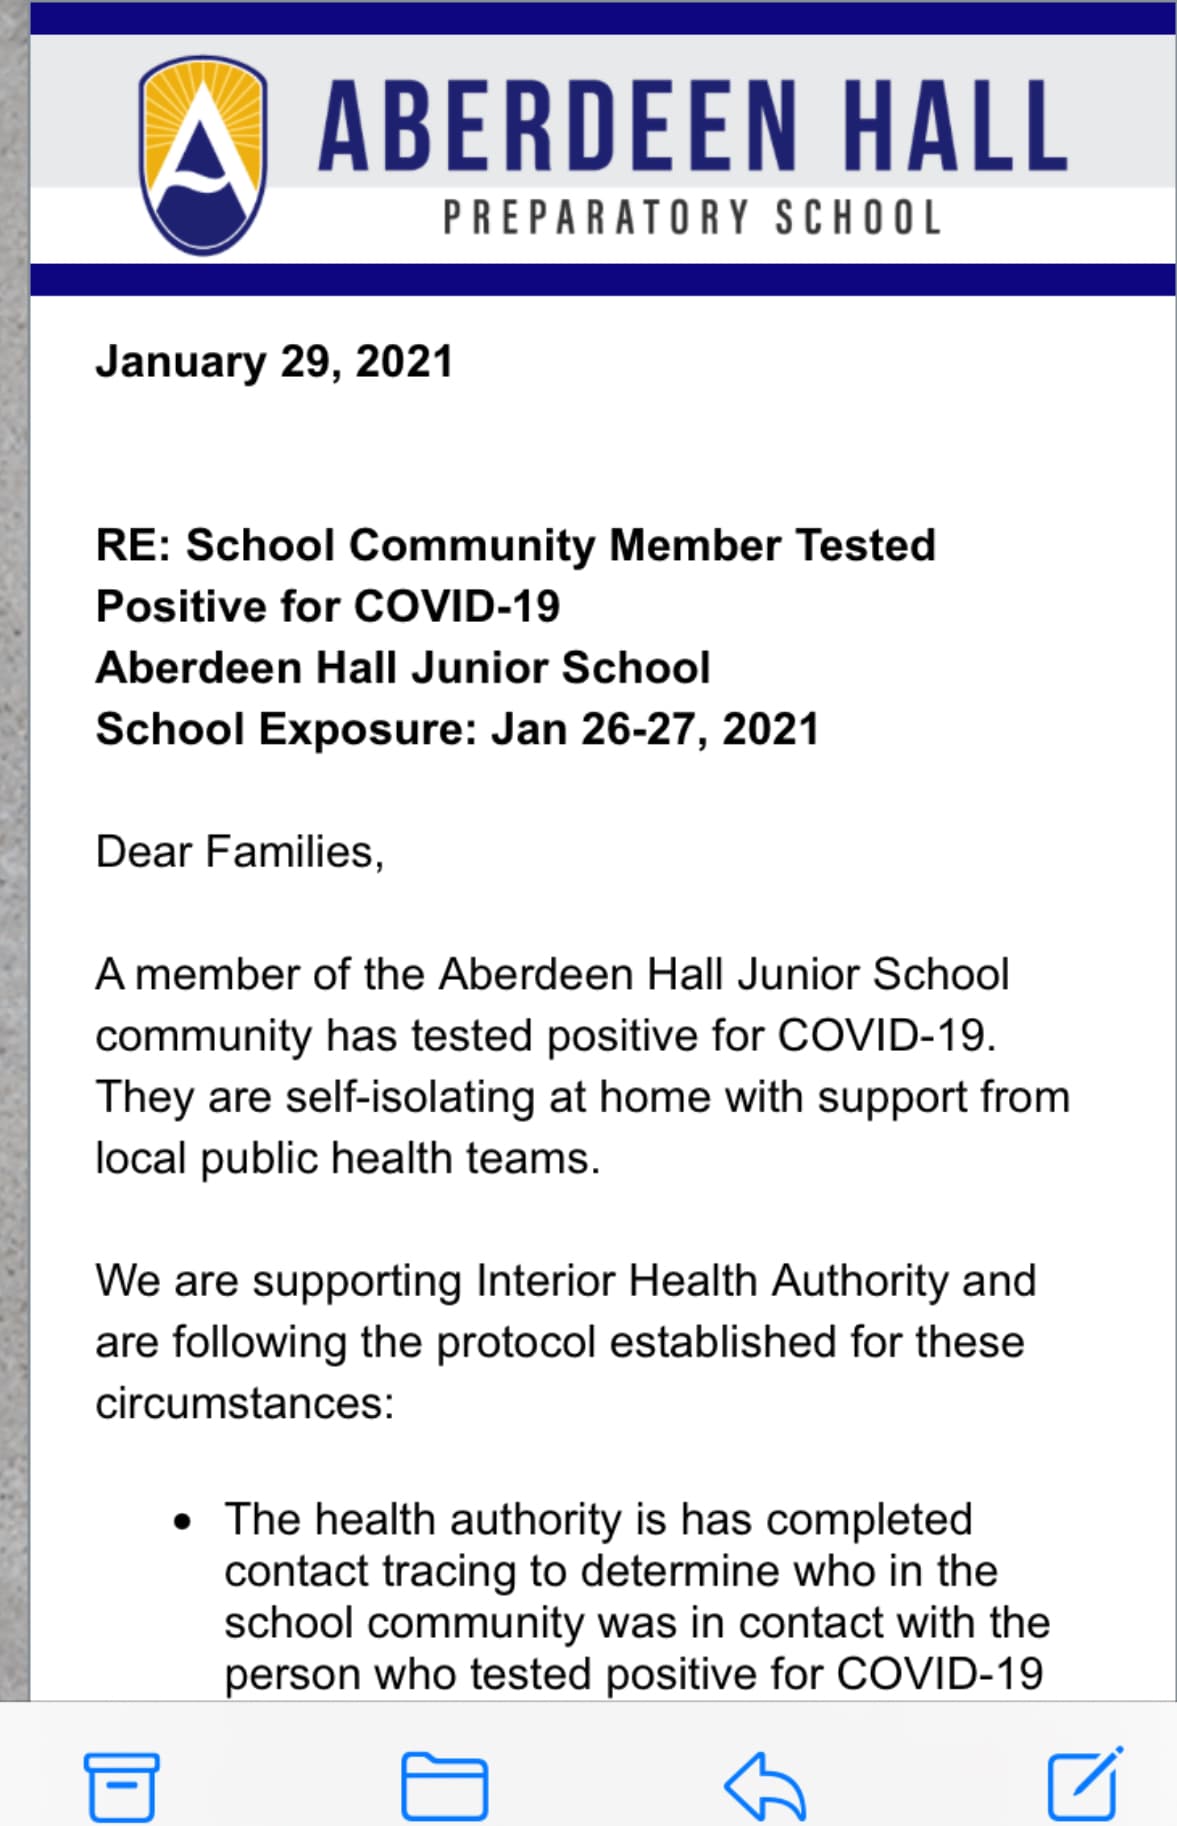 ABERDEEN HALL
PREPARATORY SCHOOL
January 29, 2021
RE: School Community Member Tested
Positive for COVID-19
Aberdeen Hall Junior School
School Exposure: Jan 26-27, 2021
Dear Families,
A member of the Aberdeen Hall Junior School
community has tested positive for COVID-19.
They are self-isolating at home with support from
local public health teams.
We are supporting Interior Health Authority and
are following the protocol established for these
circumstances:
• The health authority is has completed
contact tracing to determine who in the
school community was in contact with the
person who tested positive for COVID-19